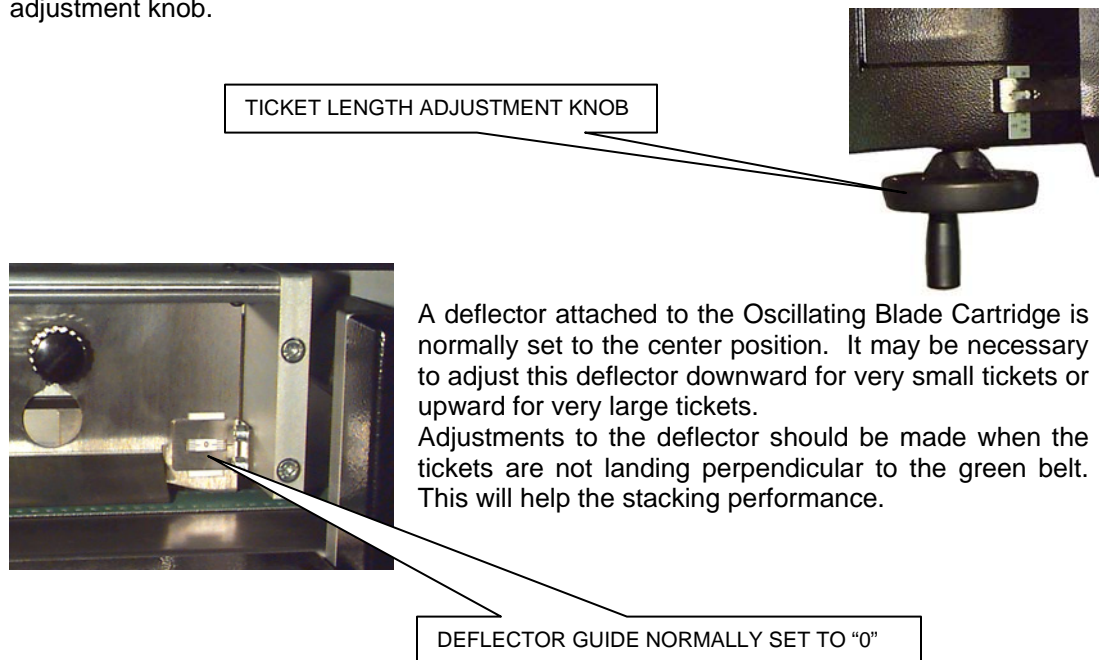 adjustment knob.
TICKET LENGTH ADJUSTMENT KNOB
A deflector attached to the Oscillating Blade Cartridge is
normally set to the center position. It may be necessary
to adjust this deflector downward for very small tickets or
upward for very large tickets.
Adjustments to the deflector should be made when the
tickets are not landing perpendicular to the green belt.
This will help the stacking performance.
DEFLECTOR GUIDE NORMALLY SET TO “0”